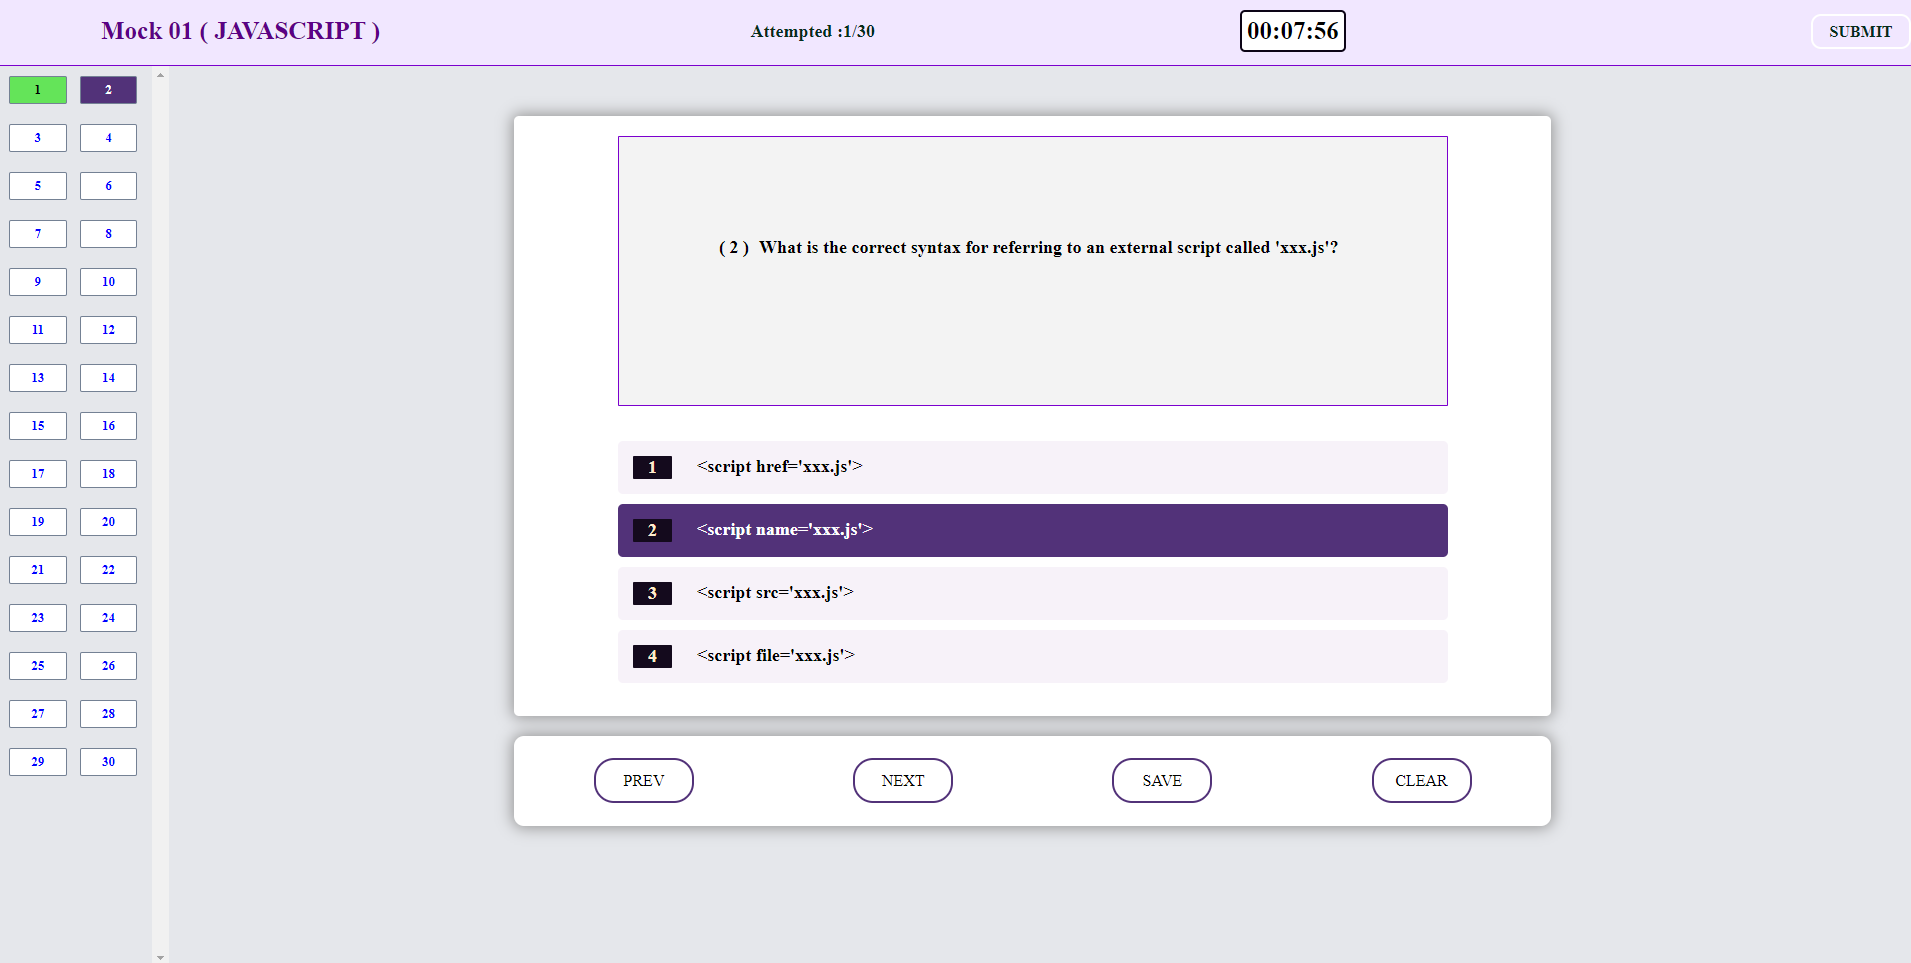 Mock 01 ( JAVASCRIPT )
Attempted :1/30
00:07:56
SUBMIT
1 2
3 4
5 6
7 8
9 10
11 12
13 14
15 16
17 18
19 20
21 22
23 24
25 26
27 28
29 30
( 2 ) What is the correct syntax for referring to an external script called 'xxx.js'?
1 <script href='xxx.js'>
2 <script name='xxx.js'>
3 <script src='xxx.js'>
4 <script file='xxx.js'>
PREV NEXT SAVE CLEAR